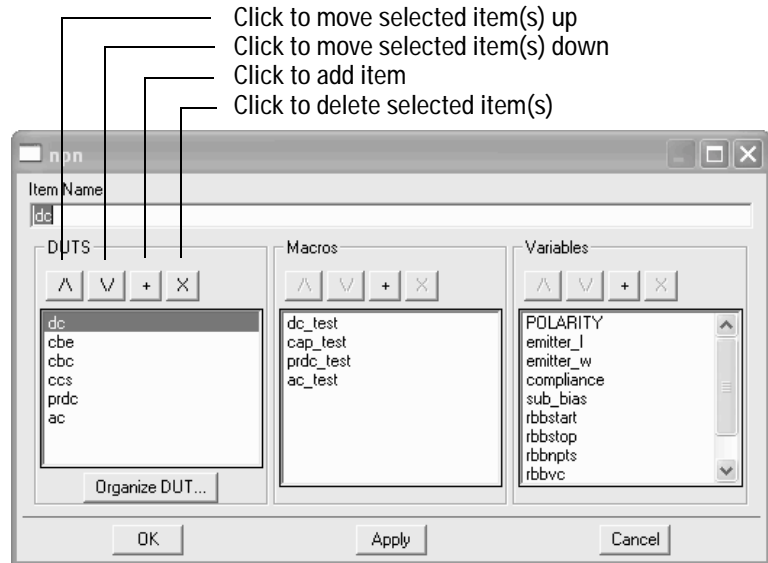 Click to move selected item(s) up
Click to move selected item(s) down
Click to add item
Click to delete selected item(s)
npn
Item Name
dc
DUTS
Macros
Variables
/\ \/ + X
/\ \/ + X
/\ \/ + X
dc
cbe
cbc
ccs
prdc
ac
Organize DUT...
dc_test
cap_test
prdc_test
ac_test
POLARITY
emitter_l
emitter_w
compliance
sub_bias
rbbstart
rbbstop
rbbnpts
rbbvc
OK
Apply
Cancel